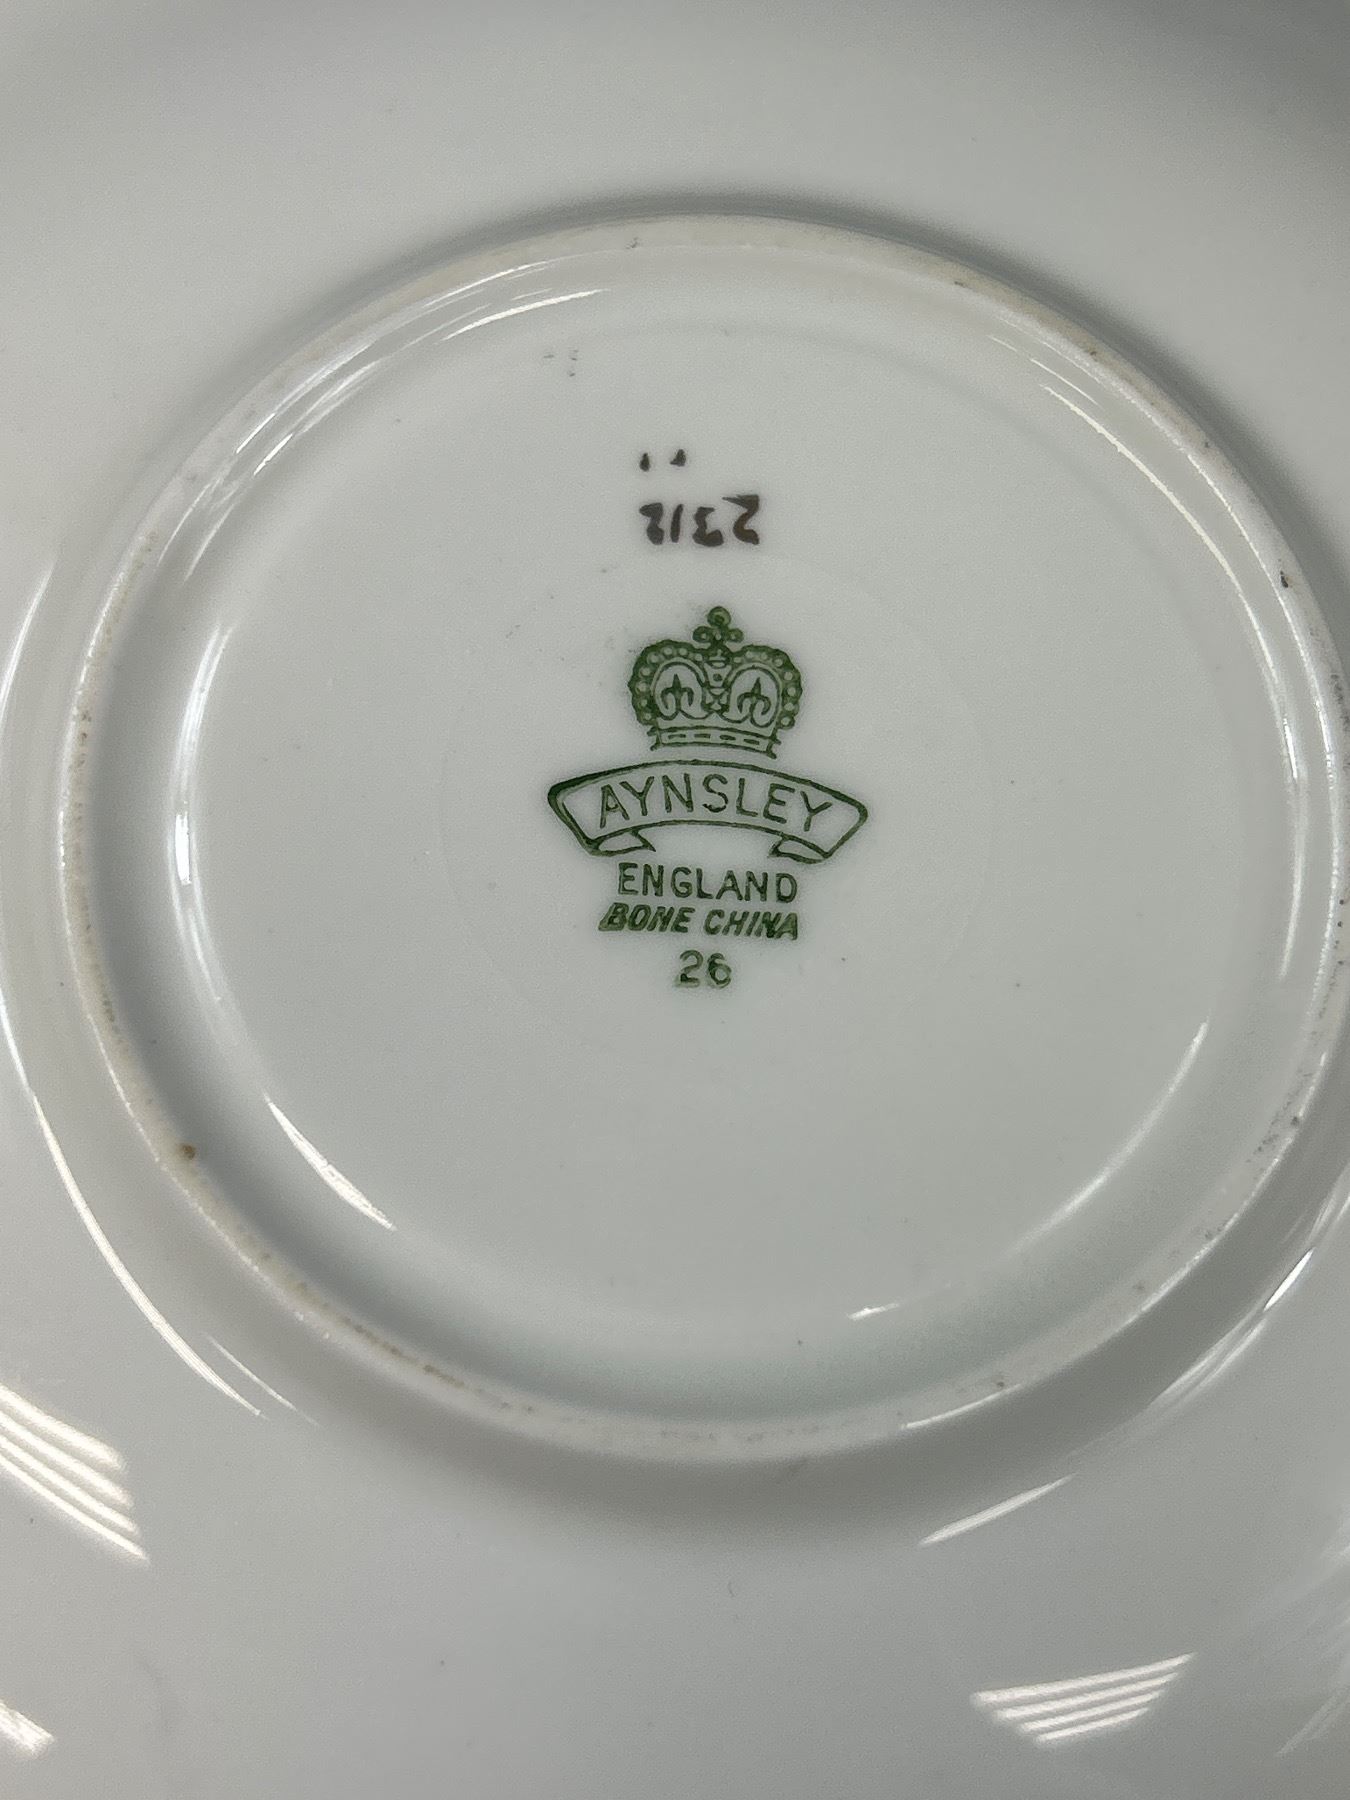 2312
AYNSLEY
ENGLAND
BONE CHINA
26